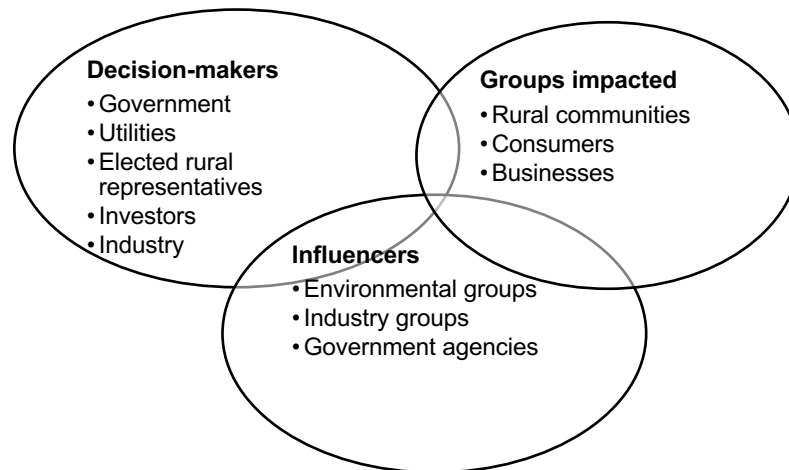 Decision-makers
• Government
• Utilities
• Elected rural
representatives
• Investors
• Industry
Groups impacted
• Rural communities
• Consumers
• Businesses
Influencers
• Environmental groups
• Industry groups
• Government agencies